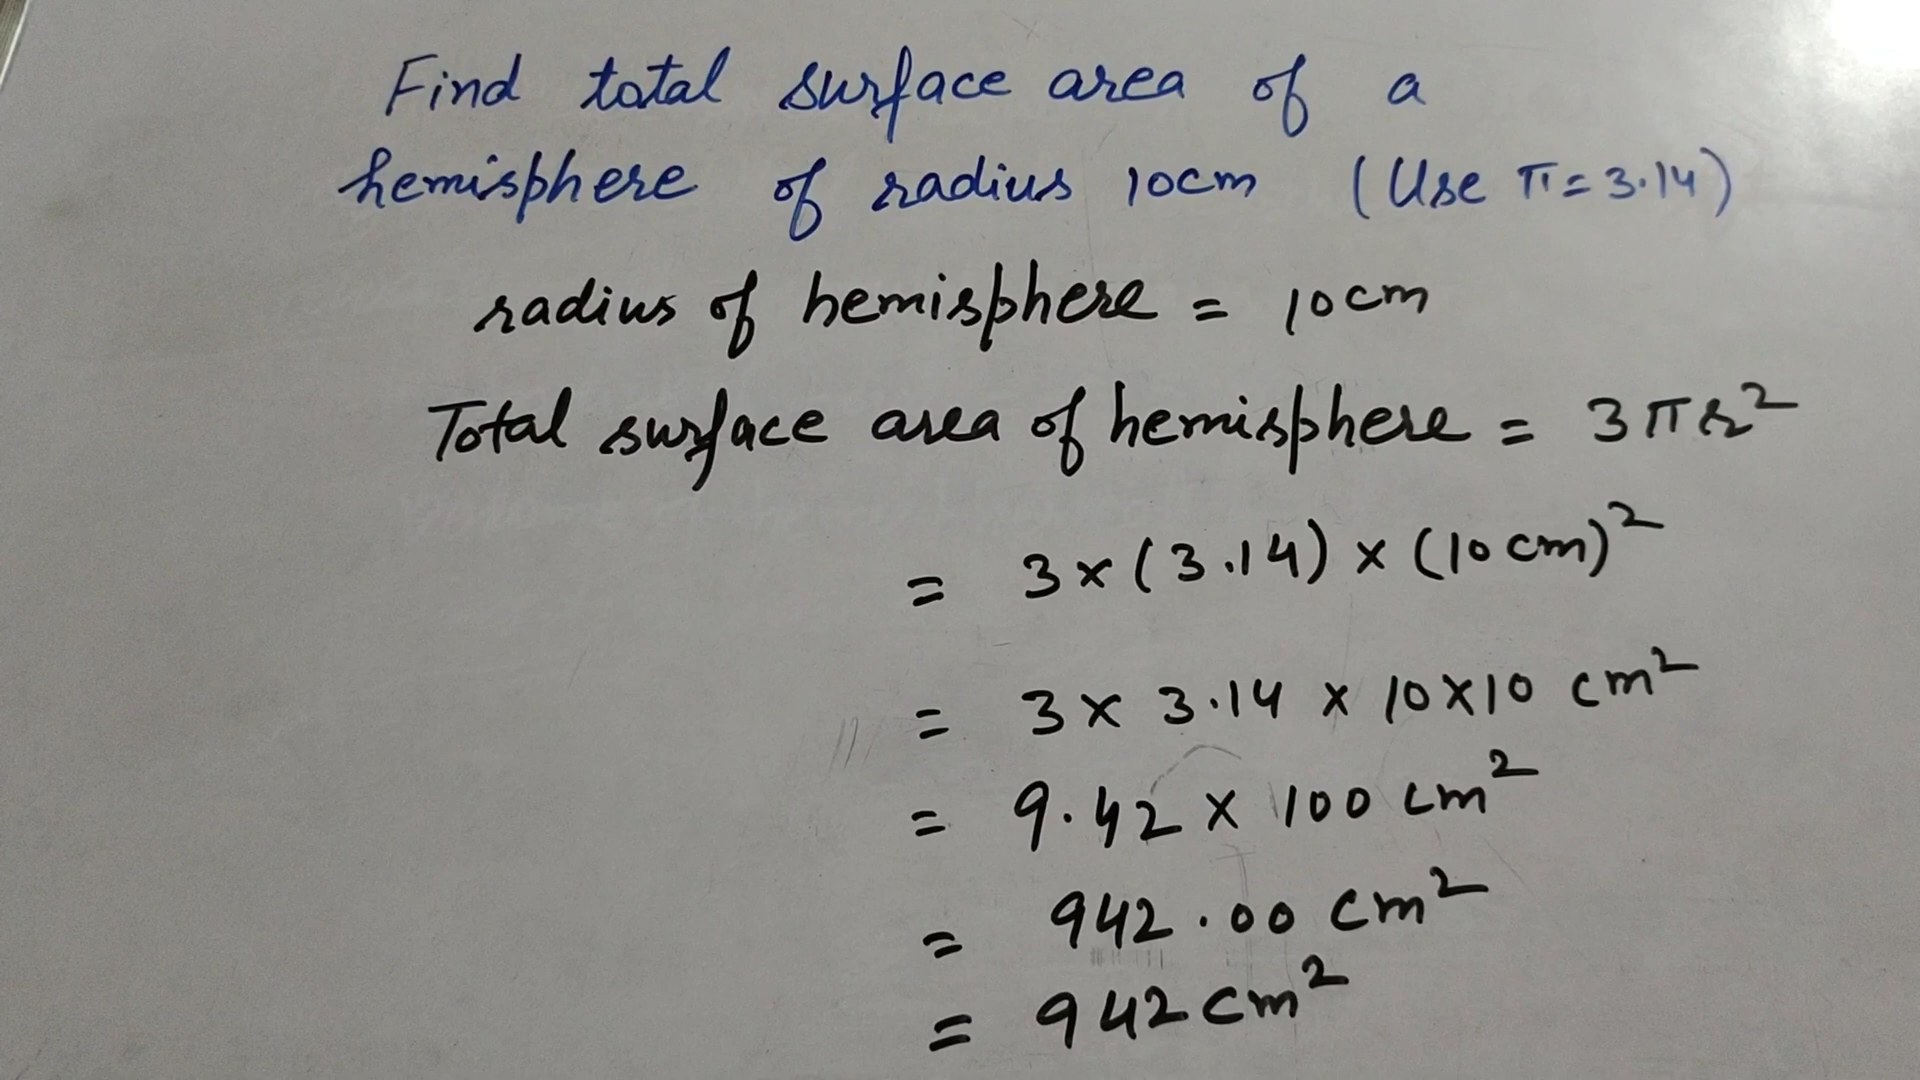 Find total surface area of a
hemisphere of radius 10cm (Use π=3.14)
radius of hemisphere = 10cm
Total surface area of hemisphere = 3πr²
= 3×(3.14)×(10cm)²
= 3× 3.14 × 10×10 cm²
= 9.42 × 100 cm²
= 942.00 cm²
= 942 cm²